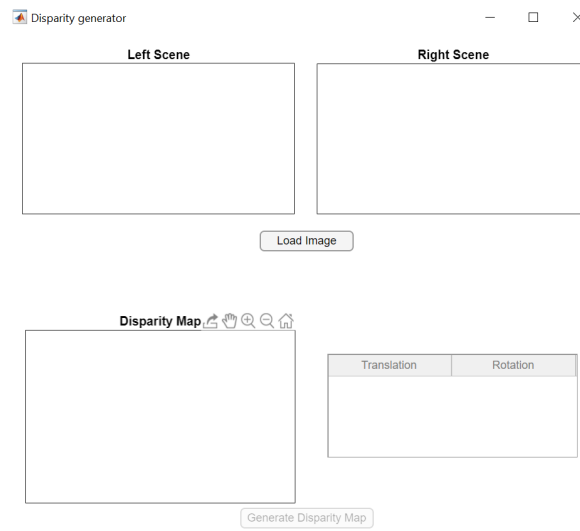 Disparity generator
Left Scene
Right Scene
Load Image
Disparity Map
Translation
Rotation
Generate Disparity Map